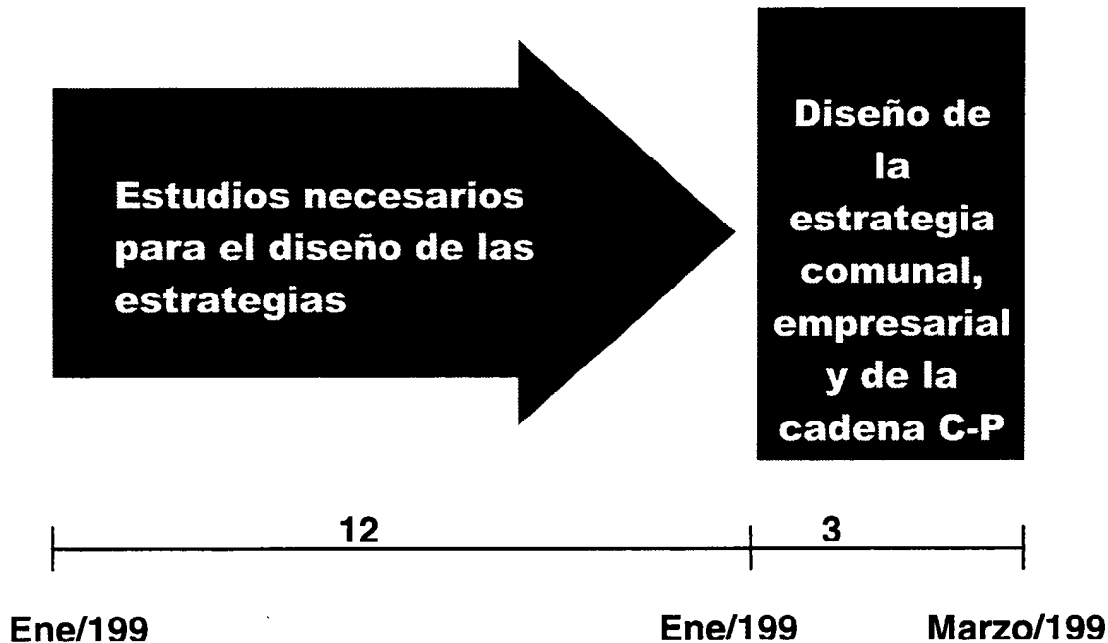 Estudios necesarios
para el diseño de las
estrategias
Diseño de
la
estrategia
comunal,
empresarial
y de la
cadena C-P
12
3
Ene/199
Ene/199
Marzo/199